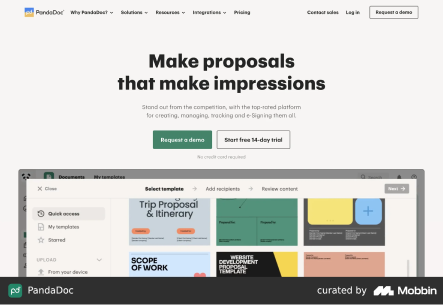 PandaDoc
Why PandaDoc?
Solutions
Resources
Integrations
Pricing
Contact sales
Log in
Request a demo
Make proposals
that make impressions
Stand out from the competition, with the top-rated platform
for creating, managing, tracking and e-Signing them all.
Request a demo
Start free 14-day trial
No credit card required
Documents
My templates
Search
Close
Select template
Add recipients
Review content
Next
Quick access
My templates
Starred
UPLOAD
From your device
Trip Proposal
& Itinerary
SCOPE
OF WORK
WEBSITE
DEVELOPMENT
PROPOSAL
TEMPLATE
PandaDoc
curated by
Mobbin